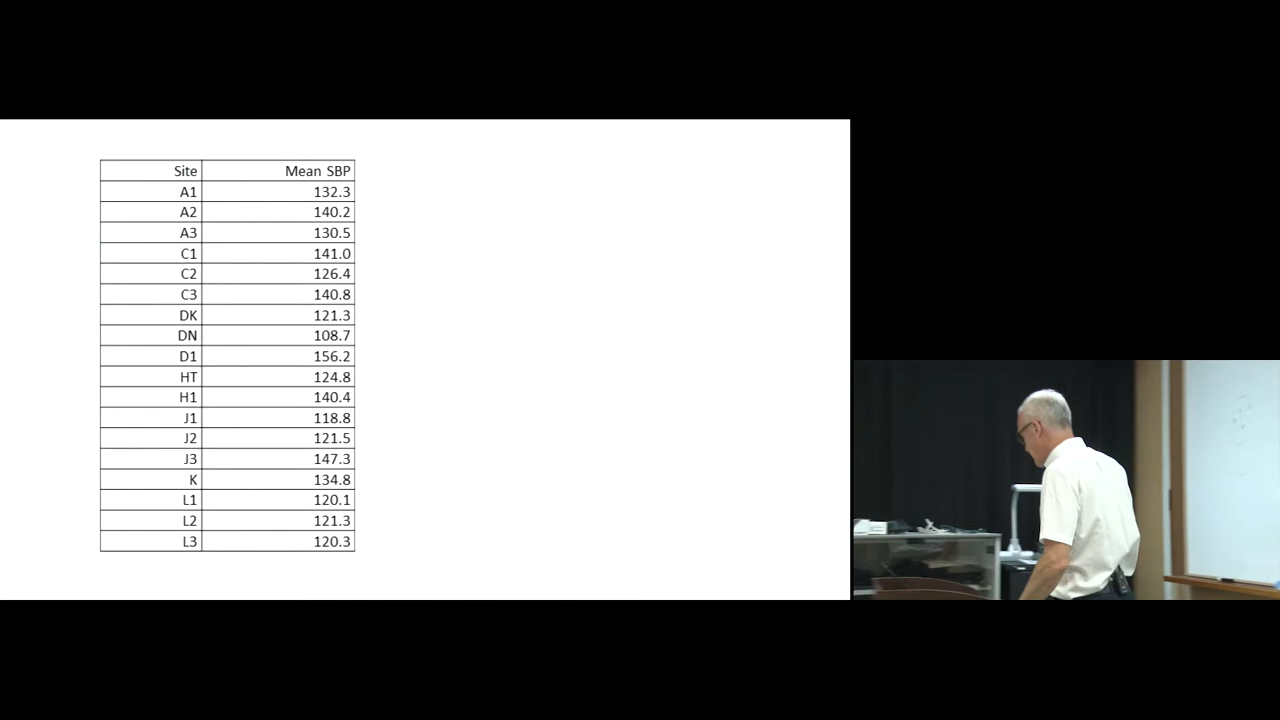 Site Mean SBP
A1 132.3
A2 140.2
A3 130.5
C1 141.0
C2 126.4
C3 140.8
DK 121.3
DN 108.7
D1 156.2
HT 124.8
H1 140.4
J1 118.8
J2 121.5
J3 147.3
K 134.8
L1 120.1
L2 121.3
L3 120.3